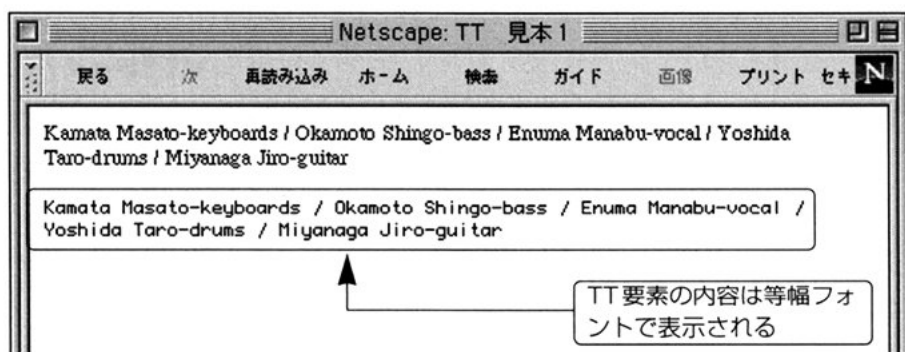 Netscape: TT 見本1
戻る 次 再読み込み ホーム 検索 ガイド 画像 プリント セキ N
Kamata Masato-keyboards / Okamoto Shingo-bass / Enuma Manabu-vocal / Yoshida
Taro-drums / Miyanaga Jiro-guitar
Kamata Masato-keyboards / Okamoto Shingo-bass / Enuma Manabu-vocal /
Yoshida Taro-drums / Miyanaga Jiro-guitar
TT要素の内容は等幅フォ
ントで表示される